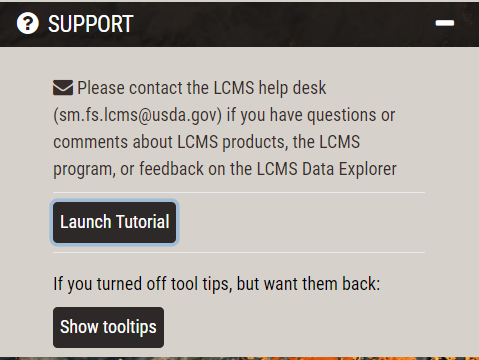 SUPPORT
Please contact the LCMS help desk
(sm.fs.lcms@usda.gov) if you have questions or
comments about LCMS products, the LCMS
program, or feedback on the LCMS Data Explorer
Launch Tutorial
If you turned off tool tips, but want them back:
Show tooltips